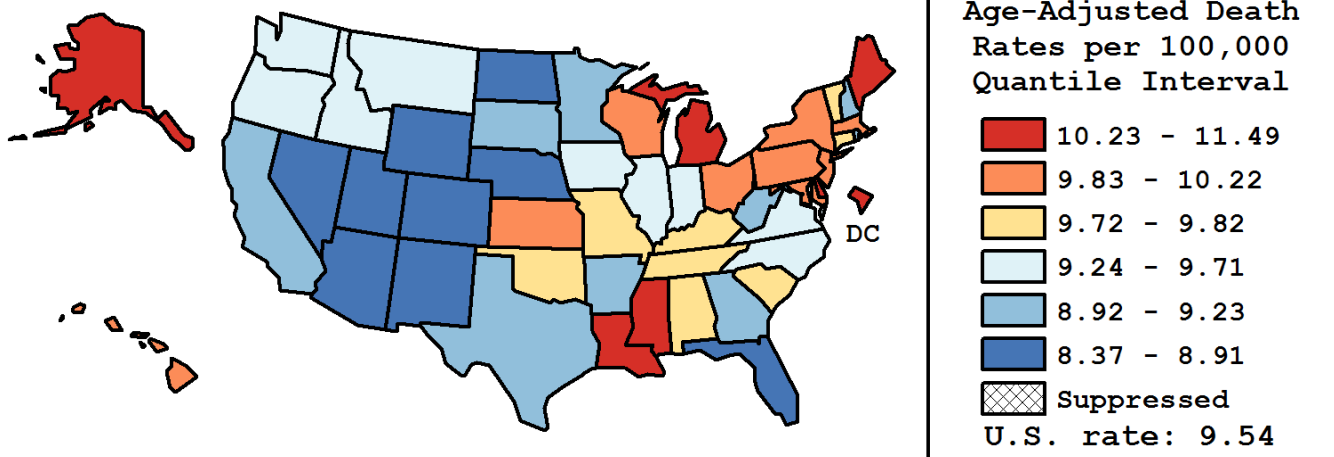 Age-Adjusted Death
Rates per 100,000
Quantile Interval
10.23 - 11.49
9.83 - 10.22
9.72 - 9.82
9.24 - 9.71
8.92 - 9.23
8.37 - 8.91
Suppressed
U.S. rate: 9.54
DC